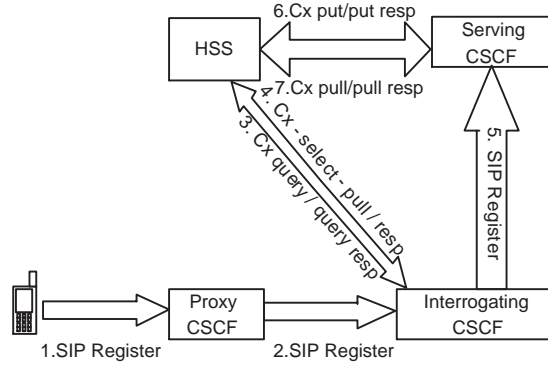 6.Cx put/put resp
HSS
Serving
CSCF
7.Cx pull/pull resp
4. Cx - select - pull / resp
3. Cx query / query resp
5. SIP Register
Proxy
CSCF
Interrogating
CSCF
1.SIP Register
2.SIP Register